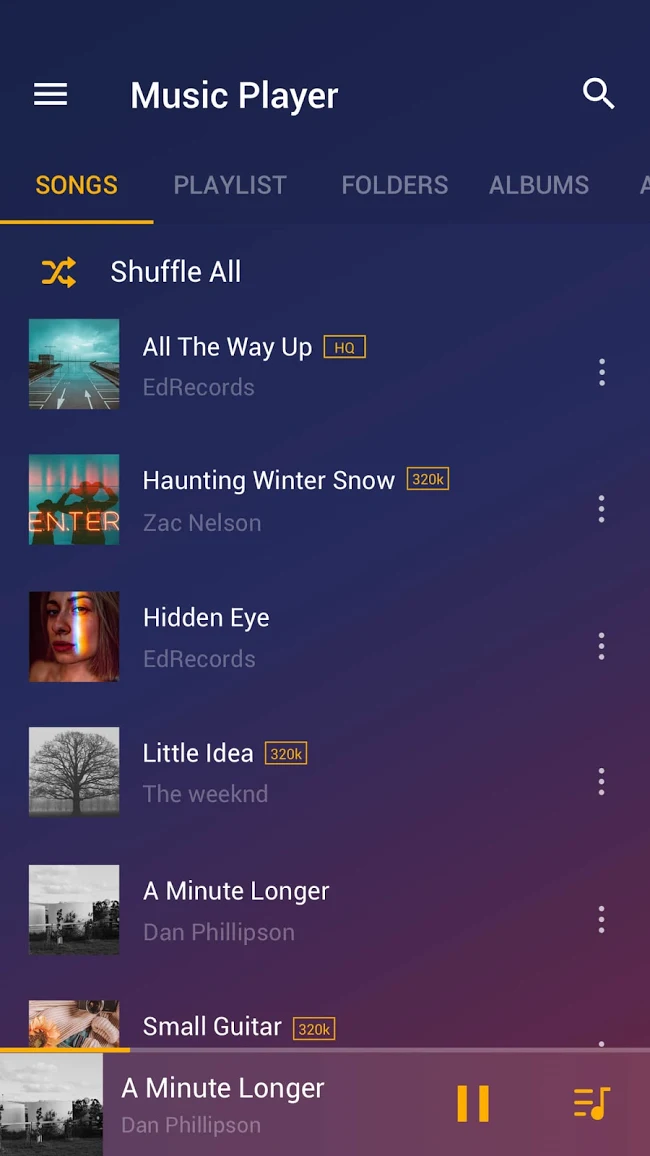 Music Player
SONGS PLAYLIST FOLDERS ALBUMS A
Shuffle All
All The Way Up HQ
EdRecords
Haunting Winter Snow 320k
ENTER
Zac Nelson
Hidden Eye
EdRecords
Little Idea 320k
The weeknd
A Minute Longer
Dan Phillipson
Small Guitar 320k
A Minute Longer
Dan Phillipson